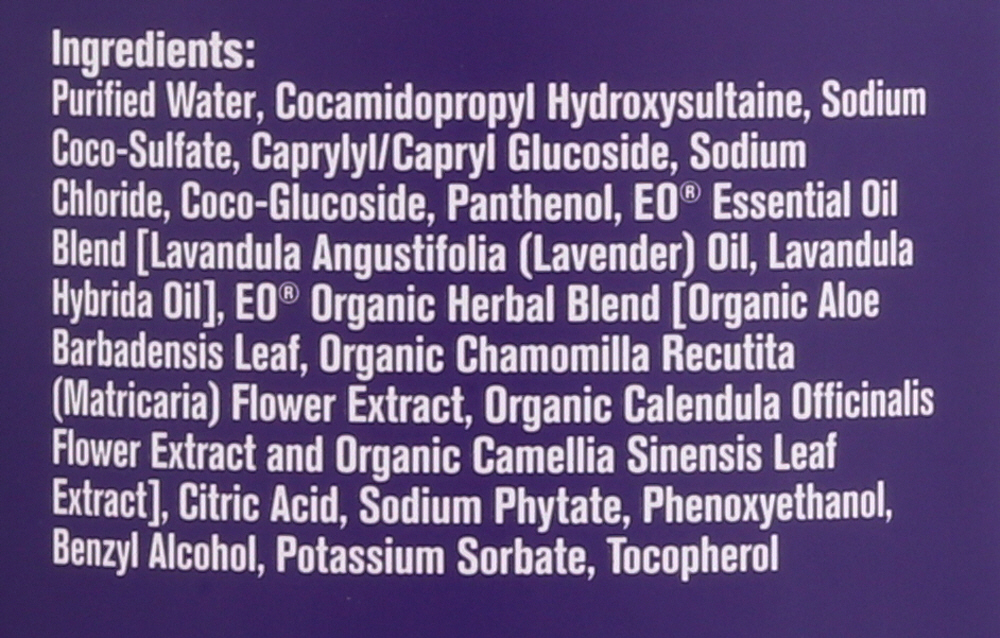 Ingredients:
Purified Water, Cocamidopropyl Hydroxysultaine, Sodium
Coco-Sulfate, Caprylyl/Capryl Glucoside, Sodium
Chloride, Coco-Glucoside, Panthenol, EO® Essential Oil
Blend [Lavandula Angustifolia (Lavender) Oil, Lavandula
Hybrida Oil], EO® Organic Herbal Blend [Organic Aloe
Barbadensis Leaf, Organic Chamomilla Recutita
(Matricaria) Flower Extract, Organic Calendula Officinalis
Flower Extract and Organic Camellia Sinensis Leaf
Extract], Citric Acid, Sodium Phytate, Phenoxyethanol,
Benzyl Alcohol, Potassium Sorbate, Tocopherol